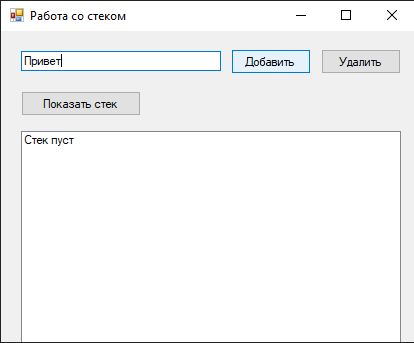 Работа со стеком
Привет
Добавить
Удалить
Показать стек
Стек пуст